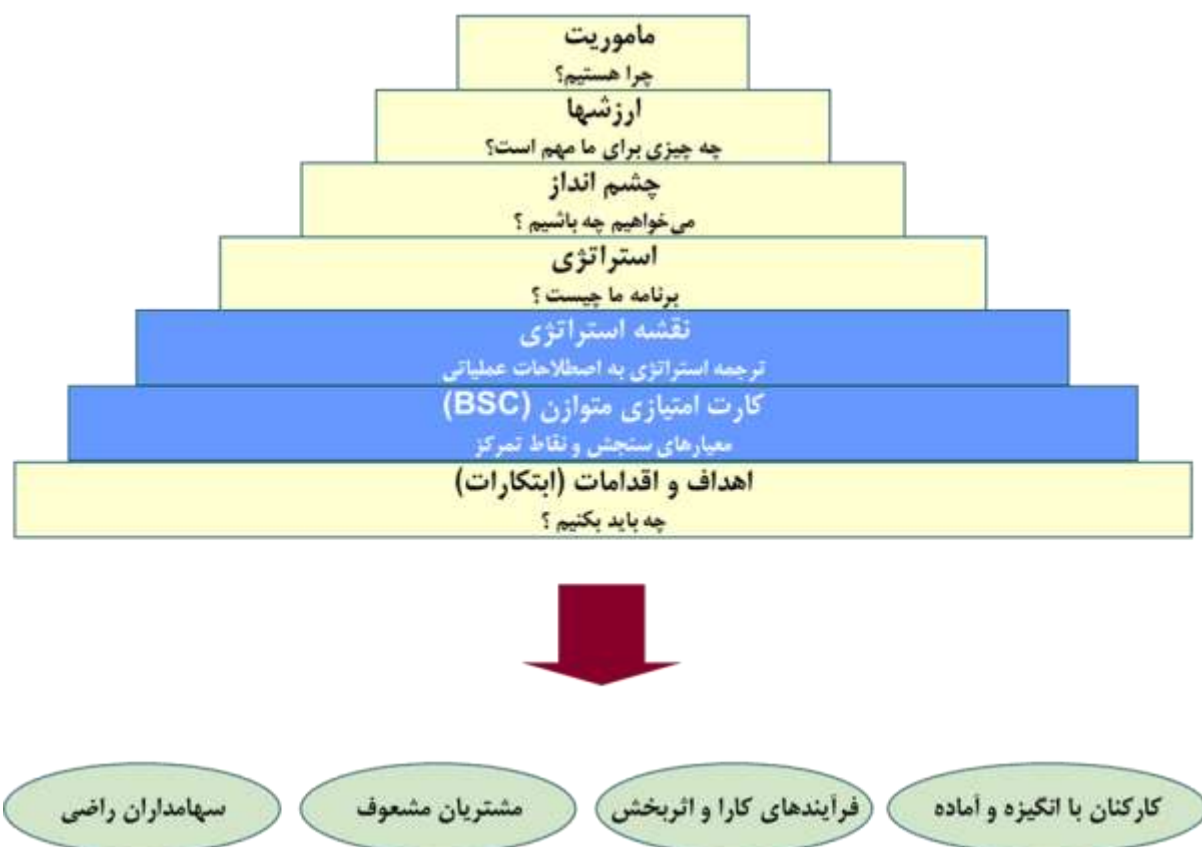 ماموریت
چرا هستیم؟
ارزشها
چه چیزی برای ما مهم است؟
چشم انداز
می‌خواهیم چه باشیم ؟
استراتژی
برنامه ما چیست ؟
نقشه استراتژی
ترجمه استراتژی به اصطلاحات عملیاتی
کارت امتیازی متوازن (BSC)
معیارهای سنجش و نقاط تمرکز
اهداف و اقدامات (ابتکارات)
چه باید بکنیم ؟
کارکنان با انگیزه و آماده
فرآیندهای کارا و اثربخش
مشتریان مشعوف
سهامداران راضی